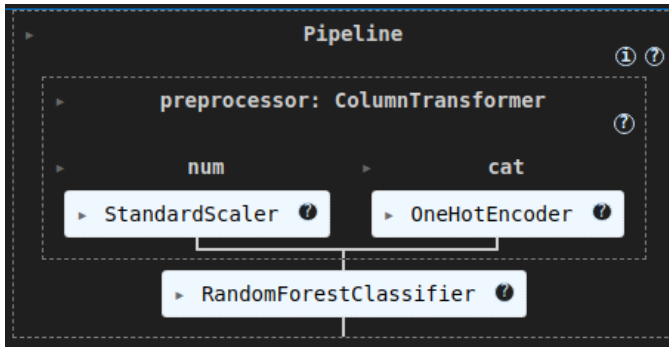 ▸ Pipeline
i ?
▸ preprocessor: ColumnTransformer
?
▸ num ▸ cat
▸ StandardScaler ? ▸ OneHotEncoder ?
▸ RandomForestClassifier ?